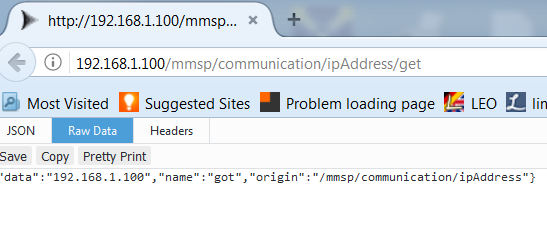 http://192.168.1.100/mmsp...
192.168.1.100/mmsp/communication/ipAddress/get
Most Visited Suggested Sites Problem loading page LEO
JSON Raw Data Headers
Save Copy Pretty Print
"data":"192.168.1.100","name":"got","origin":"/mmsp/communication/ipAddress"}